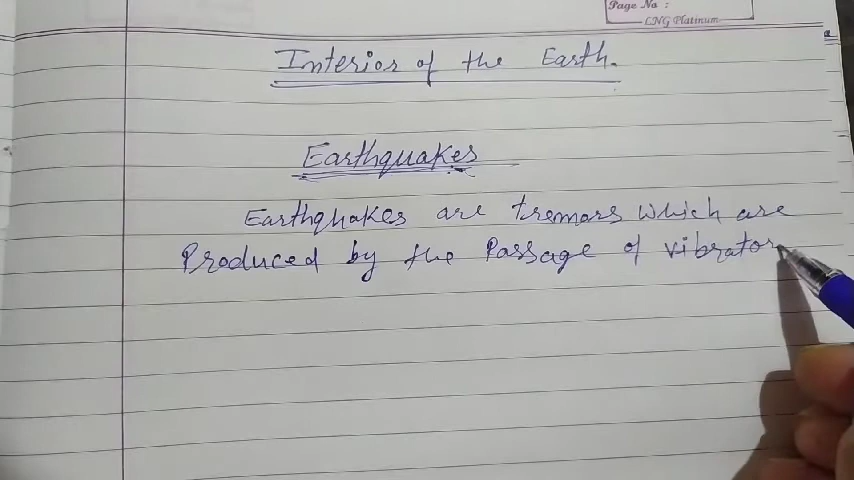 Page No :
LNG Platinum
Interior of the Earth.
Earthquakes
Earthquakes are tremors which are
Produced by the Passage of vibrator